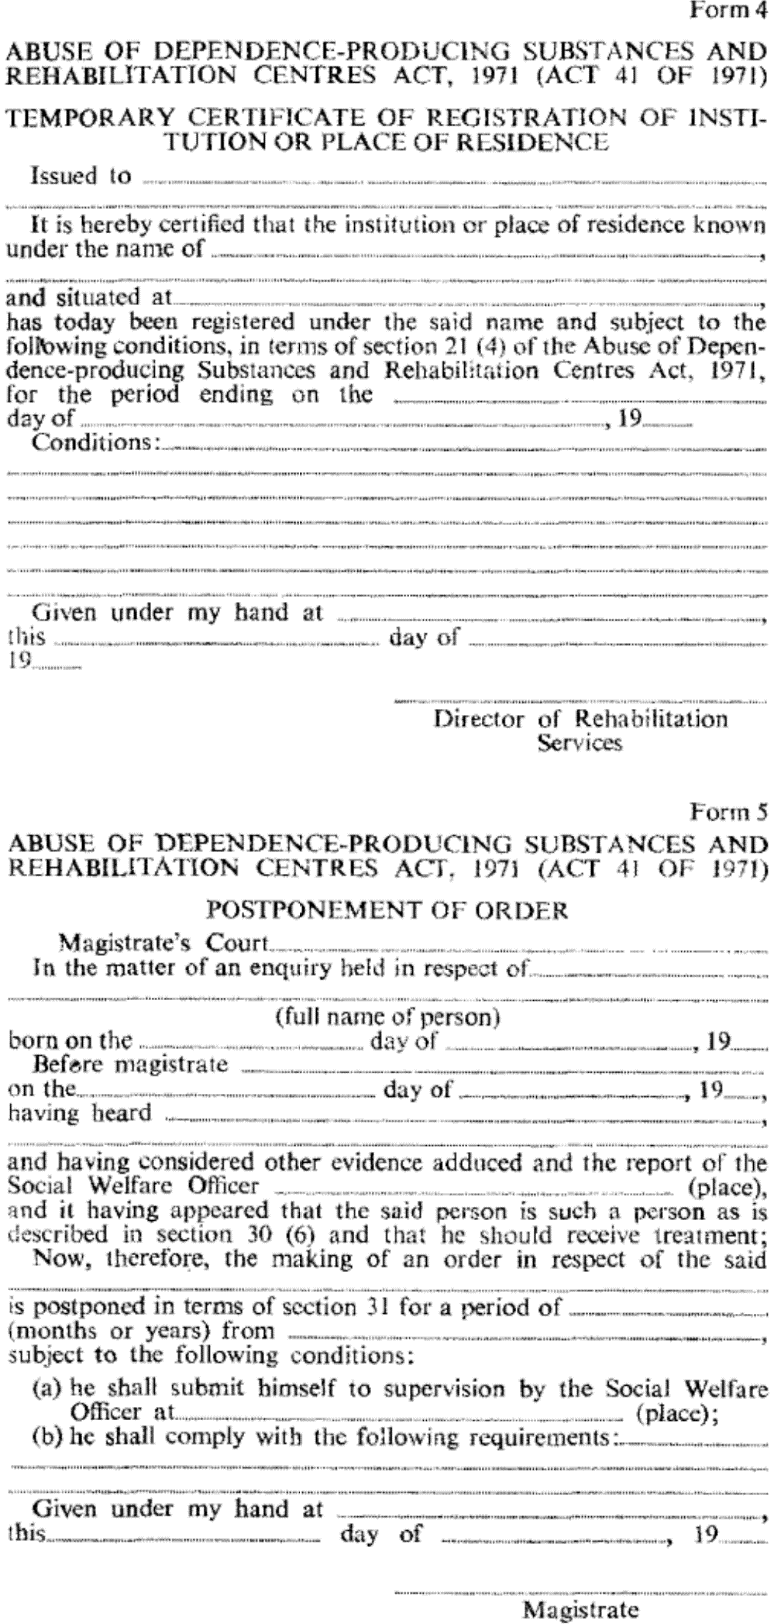 Form 4
ABUSE OF DEPENDENCE-PRODUCING SUBSTANCES AND
REHABILITATION CENTRES ACT, 1971 (ACT 41 OF 1971)
TEMPORARY CERTIFICATE OF REGISTRATION OF INSTI-
TUTION OR PLACE OF RESIDENCE
Issued to
It is hereby certified that the institution or place of residence known
under the name of ,
and situated at ,
has today been registered under the said name and subject to the
following conditions, in terms of section 21 (4) of the Abuse of Depen-
dence-producing Substances and Rehabilitation Centres Act, 1971,
for the period ending on the
day of , 19
Conditions:
Given under my hand at ,
this day of
19
Director of Rehabilitation
Services
Form 5
ABUSE OF DEPENDENCE-PRODUCING SUBSTANCES AND
REHABILITATION CENTRES ACT, 1971 (ACT 41 OF 1971)
POSTPONEMENT OF ORDER
Magistrate's Court
In the matter of an enquiry held in respect of
(full name of person)
born on the day of , 19
Before magistrate
on the day of , 19 ,
having heard ,
and having considered other evidence adduced and the report of the
Social Welfare Officer (place),
and it having appeared that the said person is such a person as is
described in section 30 (6) and that he should receive treatment;
Now, therefore, the making of an order in respect of the said
is postponed in terms of section 31 for a period of
(months or years) from ,
subject to the following conditions:
(a) he shall submit himself to supervision by the Social Welfare
Officer at (place);
(b) he shall comply with the following requirements:
Given under my hand at ,
this day of , 19
Magistrate